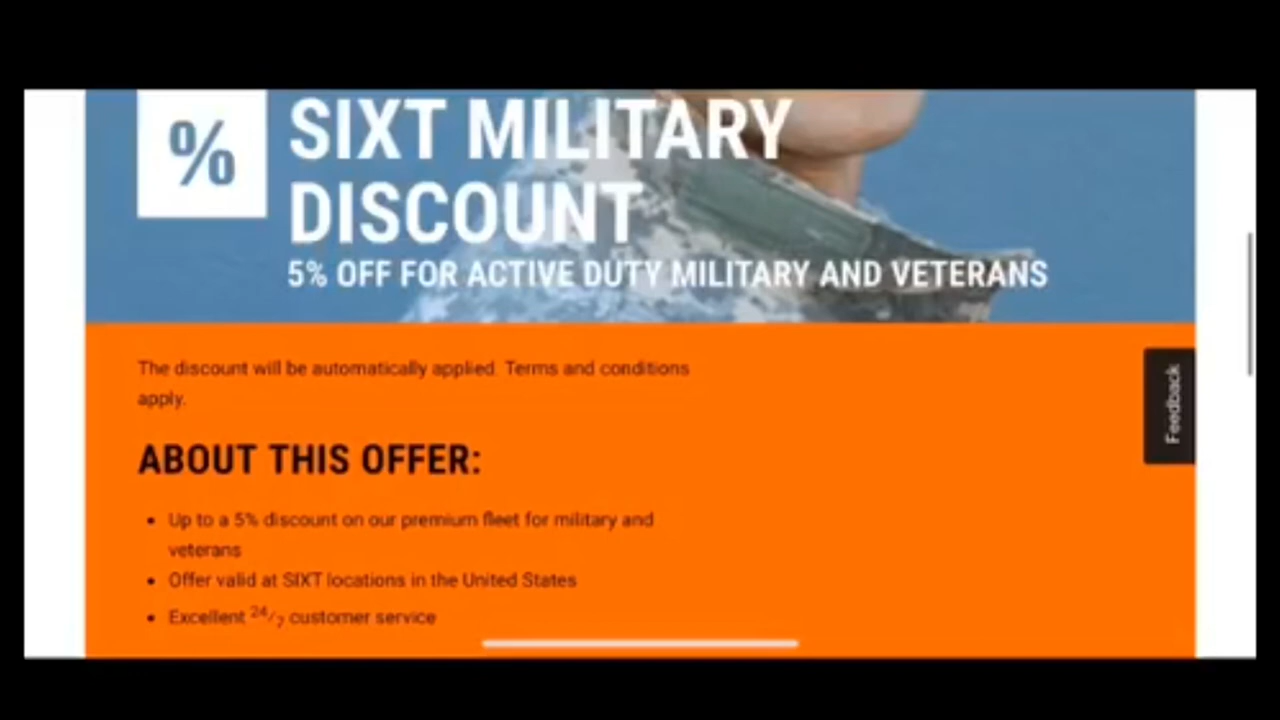 %
SIXT MILITARY
DISCOUNT
5% OFF FOR ACTIVE DUTY MILITARY AND VETERANS
The discount will be automatically applied. Terms and conditions
apply.
Feedback
ABOUT THIS OFFER:
• Up to a 5% discount on our premium fleet for military and
veterans
• Offer valid at SIXT locations in the United States
• Excellent 24/7 customer service